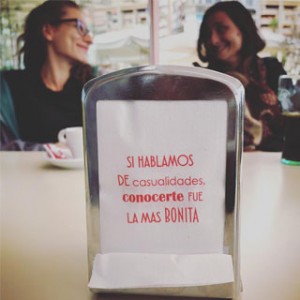 SI HABLAMOS
DE casualidades,
conocerte FUE
LA MAS BONITA